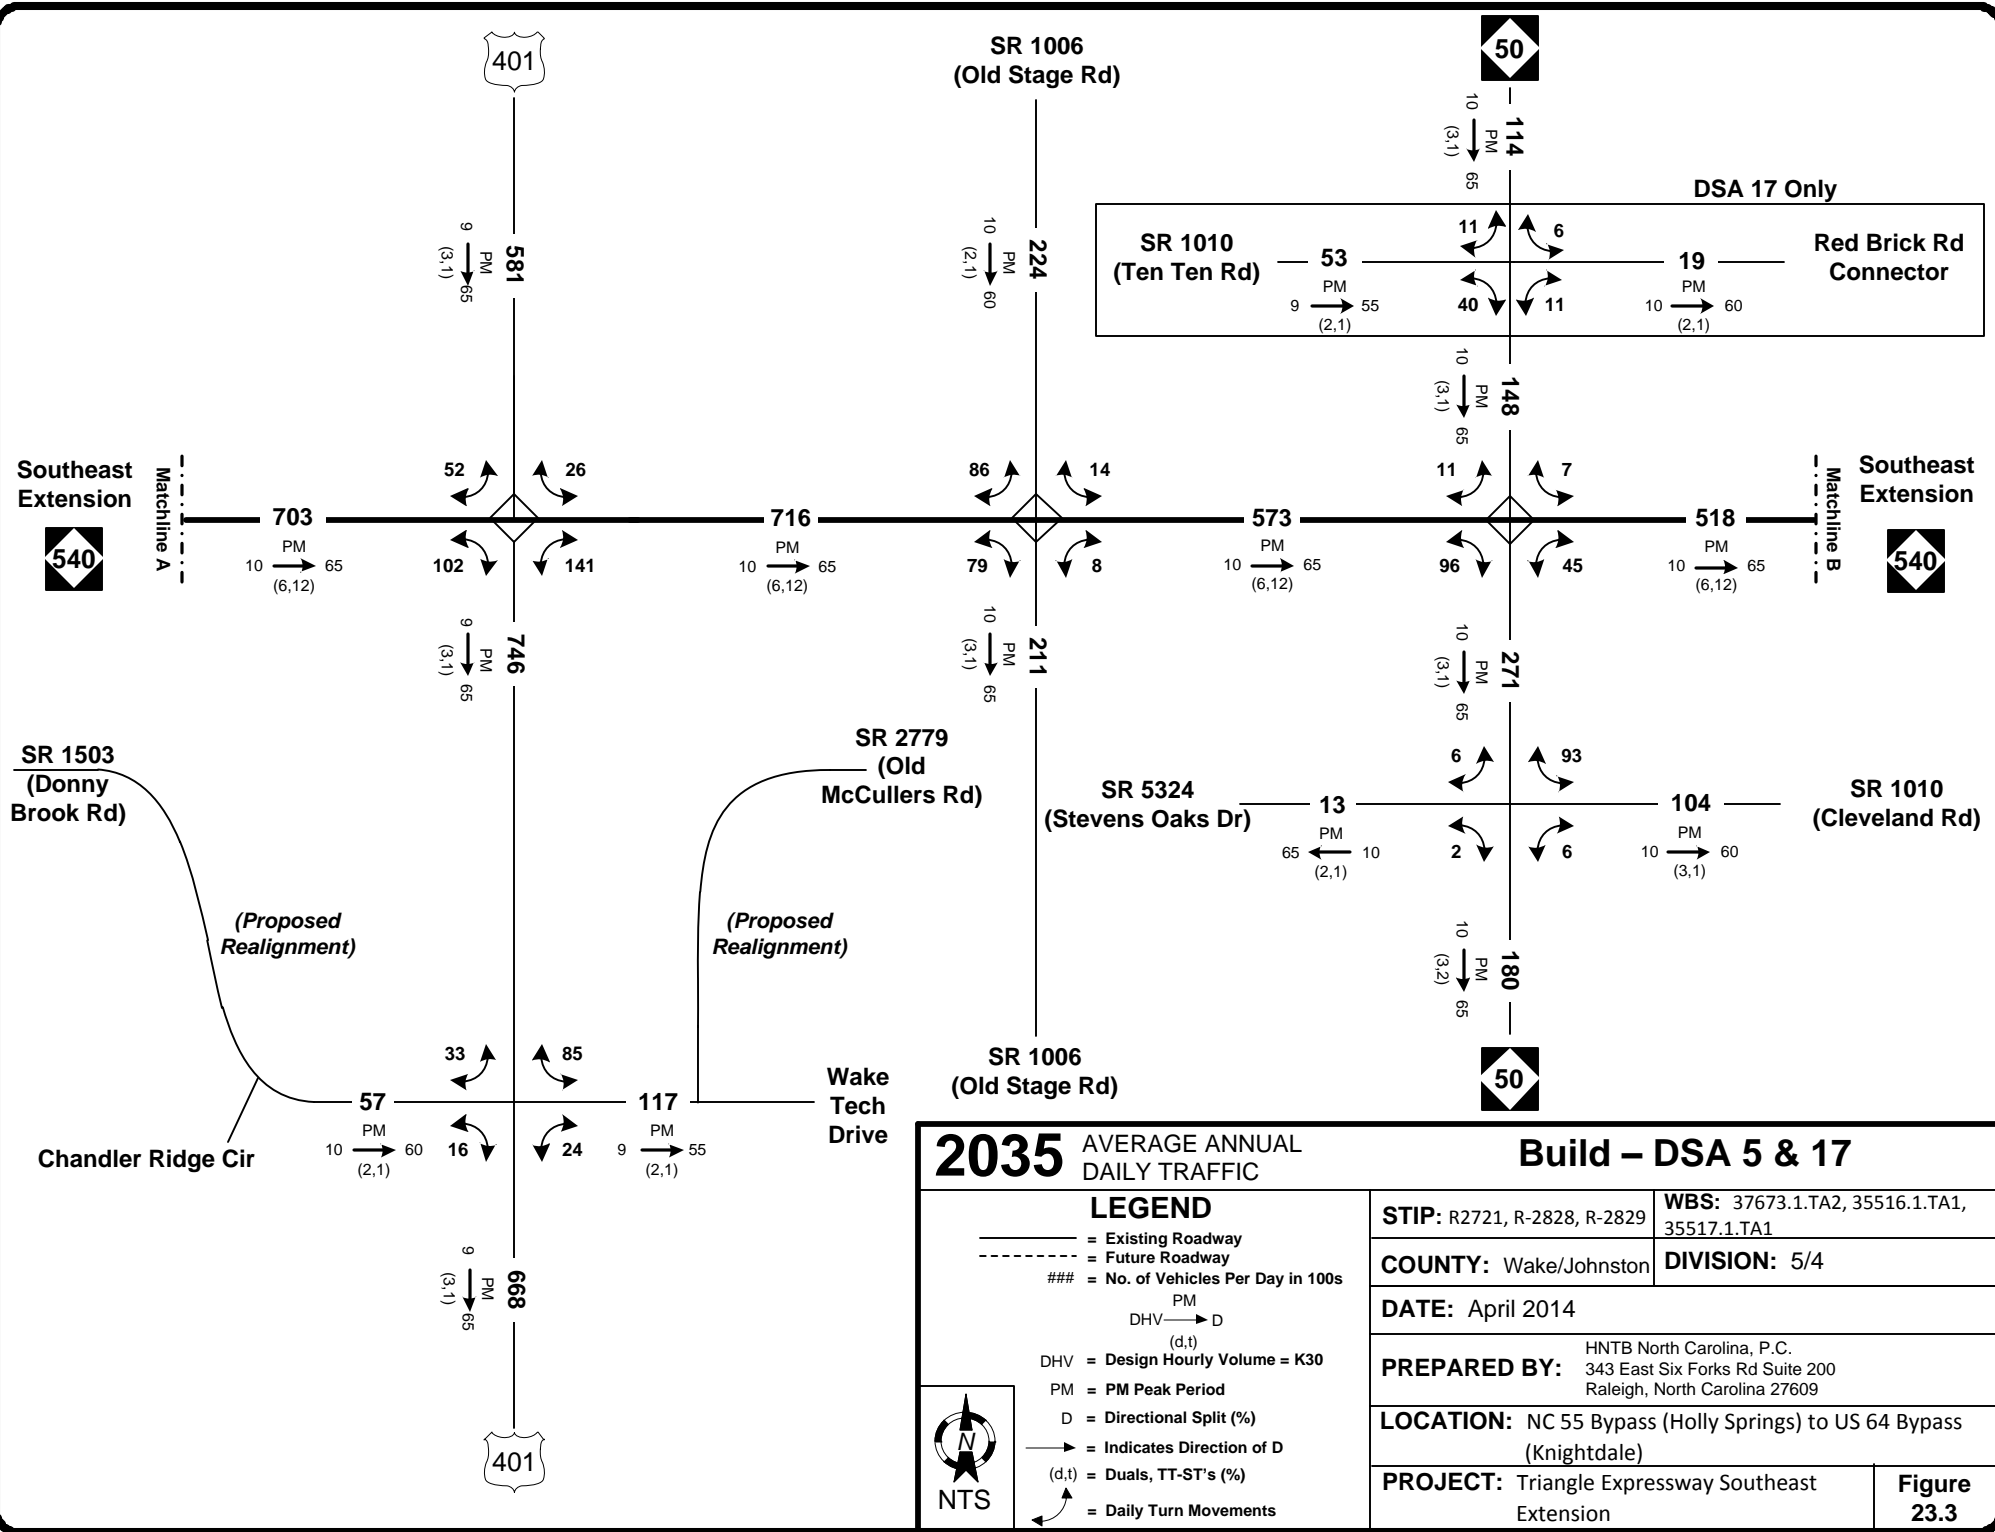 401
SR 1006
(Old Stage Rd)
50
10
PM
(3,1)
65
114
DSA 17 Only
SR 1010
(Ten Ten Rd)
53
PM
9 55
(2,1)
11
6
40
11
19
PM
10 60
(2,1)
Red Brick Rd
Connector
9
PM
(3,1)
65
581
10
PM
(2,1)
60
224
10
PM
(3,1)
65
148
Southeast
Extension
540
Matchline A
703
PM
10 65
(6,12)
52
26
102
141
716
PM
10 65
(6,12)
86
14
79
8
573
PM
10 65
(6,12)
11
7
96
45
518
PM
10 65
(6,12)
Matchline B
Southeast
Extension
540
9
PM
(3,1)
65
746
10
PM
(3,1)
65
211
10
PM
(3,1)
65
271
SR 1503
(Donny
Brook Rd)
SR 2779
(Old
McCullers Rd)
SR 5324
(Stevens Oaks Dr)
13
PM
65 10
(2,1)
6
93
2
6
104
PM
10 60
(3,1)
SR 1010
(Cleveland Rd)
(Proposed
Realignment)
(Proposed
Realignment)
10
PM
(3,2)
65
180
50
SR 1006
(Old Stage Rd)
33
85
16
24
57
PM
10 60
(2,1)
117
PM
9 55
(2,1)
Wake
Tech
Drive
Chandler Ridge Cir
9
PM
(3,1)
65
668
401
2035 AVERAGE ANNUAL
DAILY TRAFFIC
Build – DSA 5 & 17
LEGEND
= Existing Roadway
= Future Roadway
### = No. of Vehicles Per Day in 100s
PM
DHV D
(d,t)
DHV = Design Hourly Volume = K30
PM = PM Peak Period
D = Directional Split (%)
= Indicates Direction of D
(d,t) = Duals, TT-ST's (%)
= Daily Turn Movements
N
NTS
STIP: R2721, R-2828, R-2829
WBS: 37673.1.TA2, 35516.1.TA1,
35517.1.TA1
COUNTY: Wake/Johnston
DIVISION: 5/4
DATE: April 2014
PREPARED BY: HNTB North Carolina, P.C.
343 East Six Forks Rd Suite 200
Raleigh, North Carolina 27609
LOCATION: NC 55 Bypass (Holly Springs) to US 64 Bypass
(Knightdale)
PROJECT: Triangle Expressway Southeast
Extension
Figure
23.3